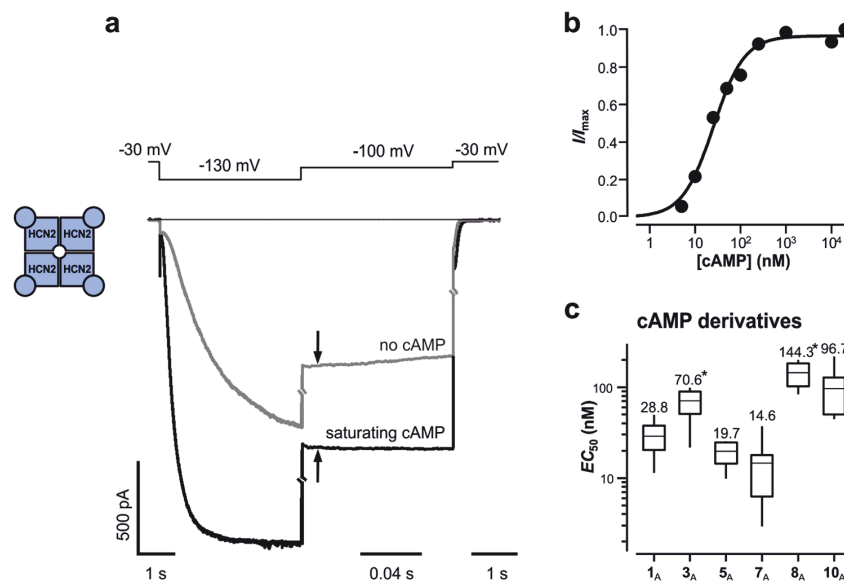 a
-30 mV
-130 mV
-100 mV
-30 mV
HCN2 HCN2
HCN2 HCN2
no cAMP
saturating cAMP
500 pA
1 s
0.04 s
1 s
b
I/Imax
1.0
0.8
0.6
0.4
0.2
0.0
1 10 10² 10³ 10⁴
[cAMP] (nM)
c
cAMP derivatives
EC50 (nM)
100
10
28.8
70.6*
19.7
14.6
144.3*
96.7
1A 3A 5A 7A 8A 10A